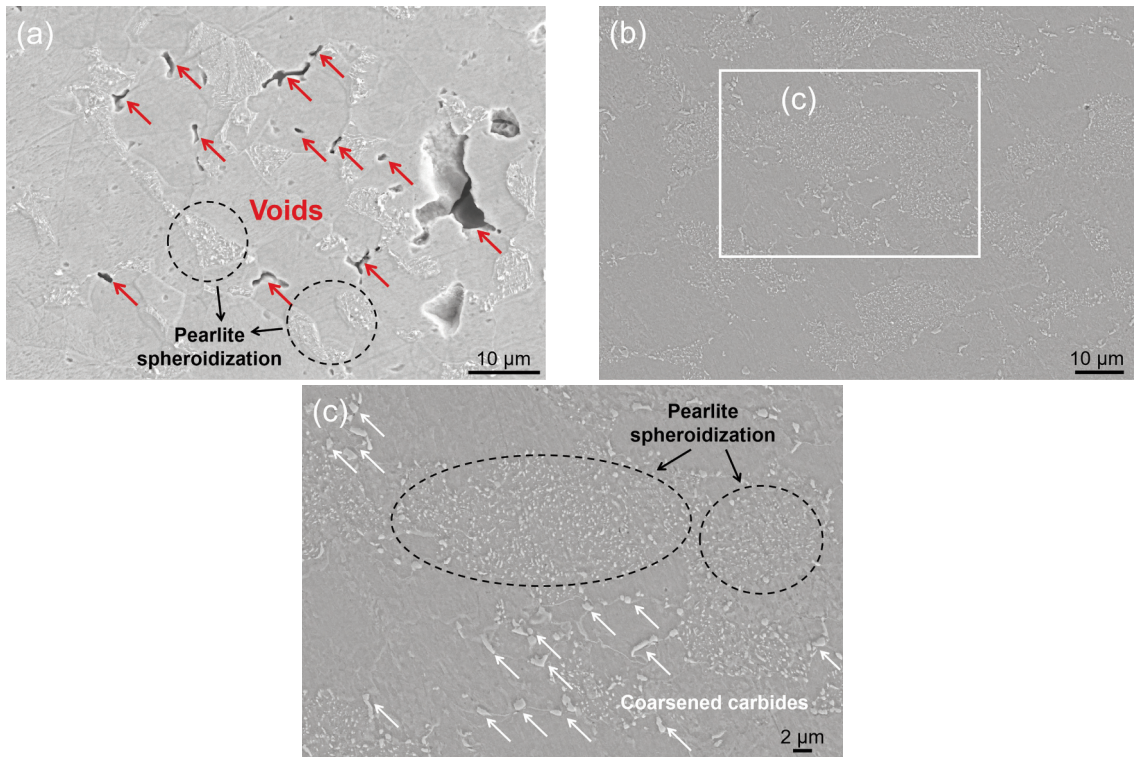 (a)
Voids
Pearlite
spheroidization
10 µm
(b)
(c)
10 µm
(c)
Pearlite
spheroidization
Coarsened carbides
2 µm